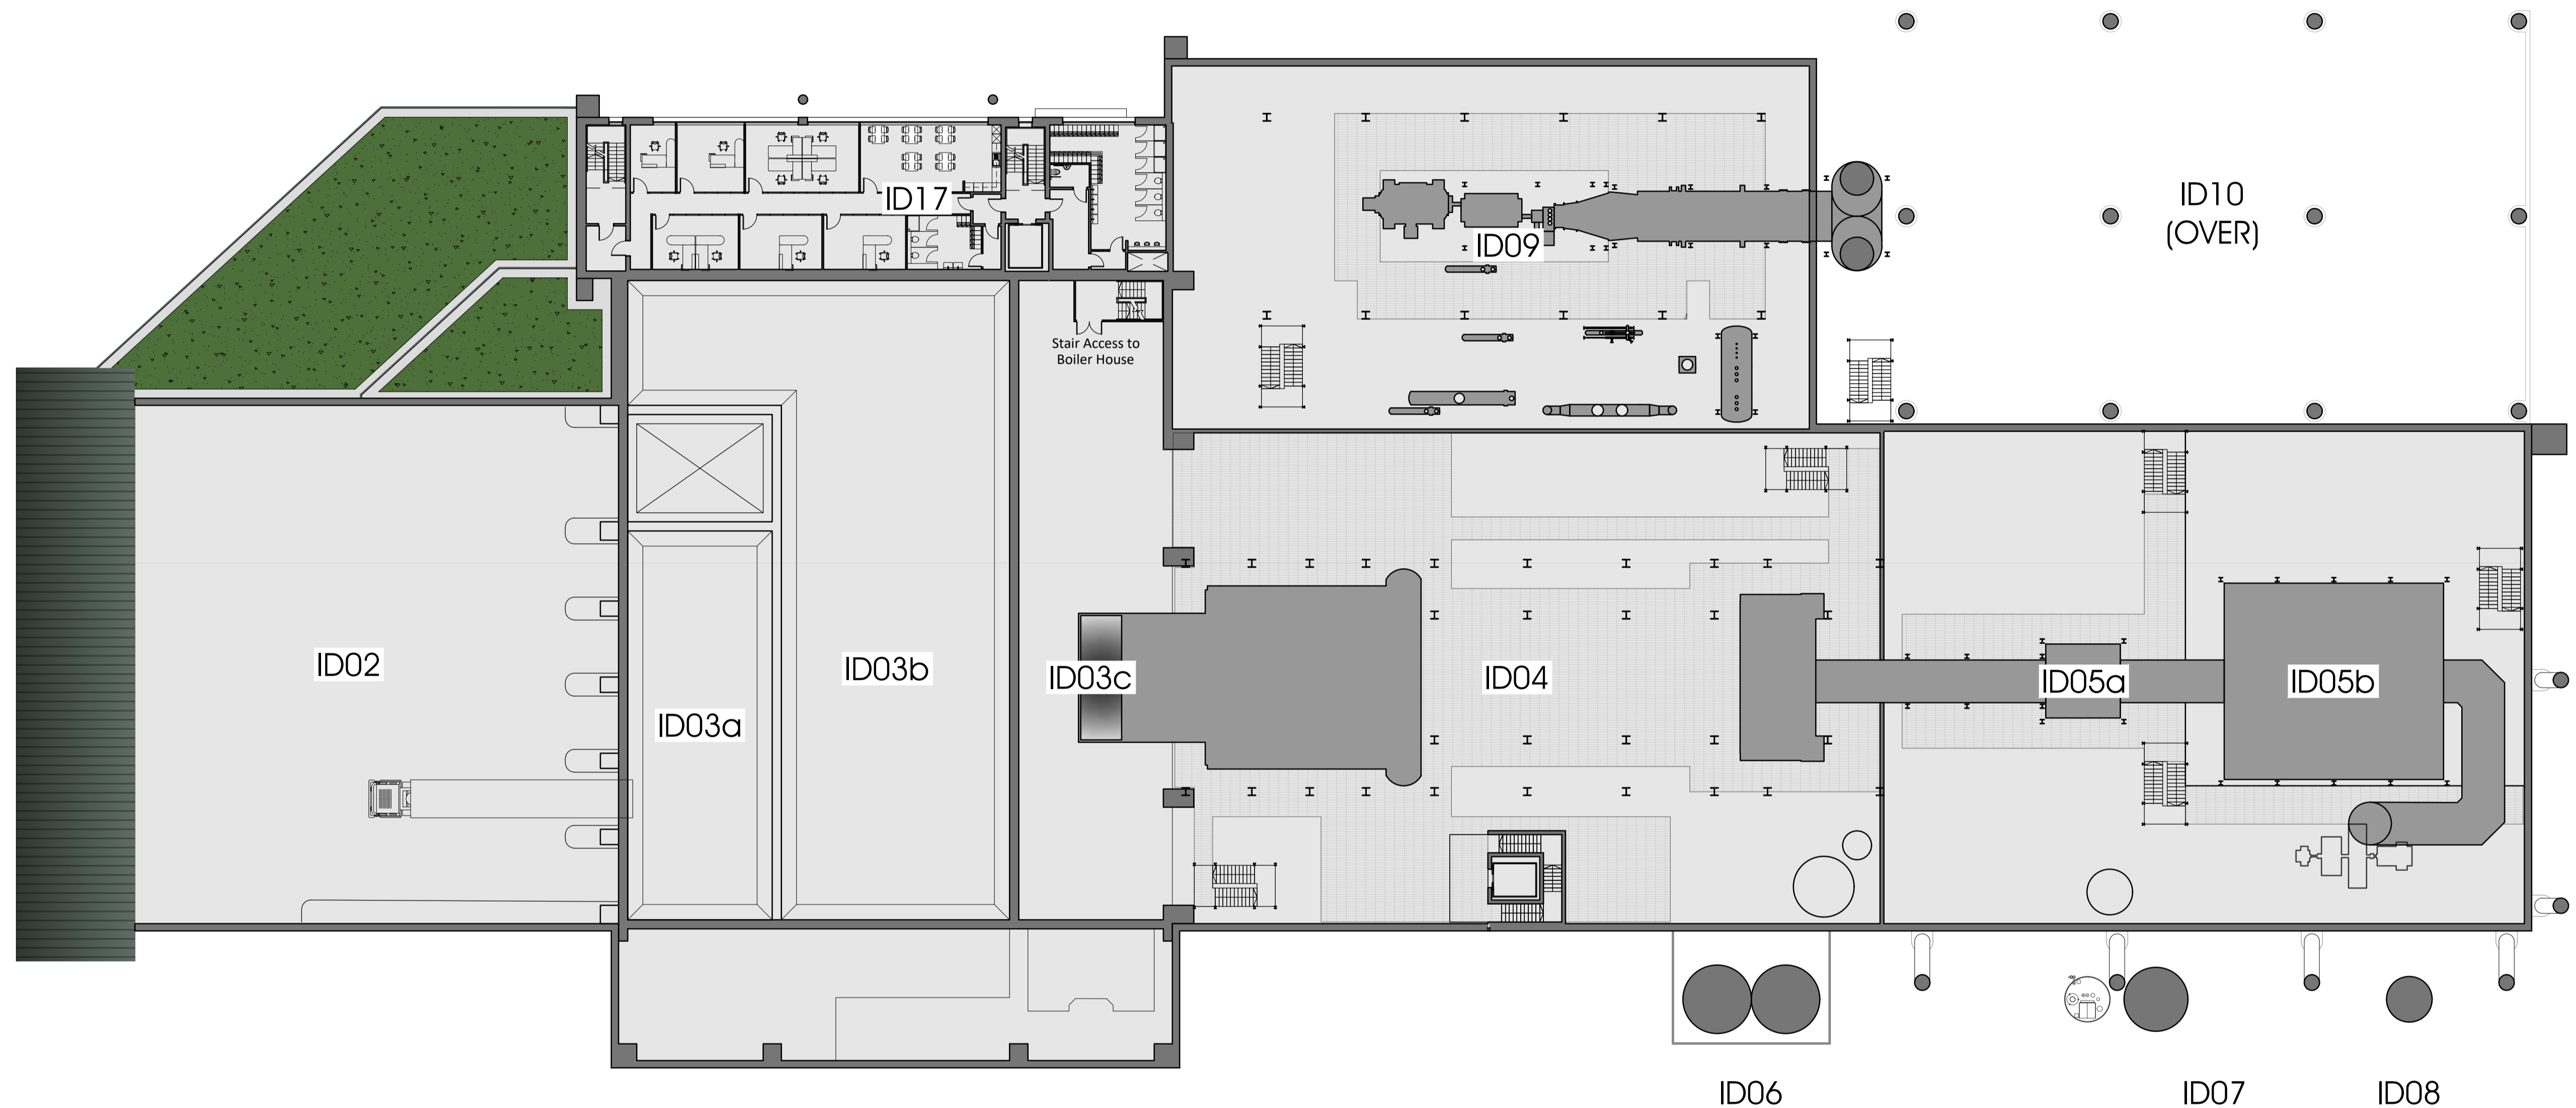 ID10
(OVER)
ID17
ID09
Stair Access to
Boiler House
ID02
ID03b
ID03c
ID04
ID05a
ID05b
ID03a
ID06
ID07
ID08